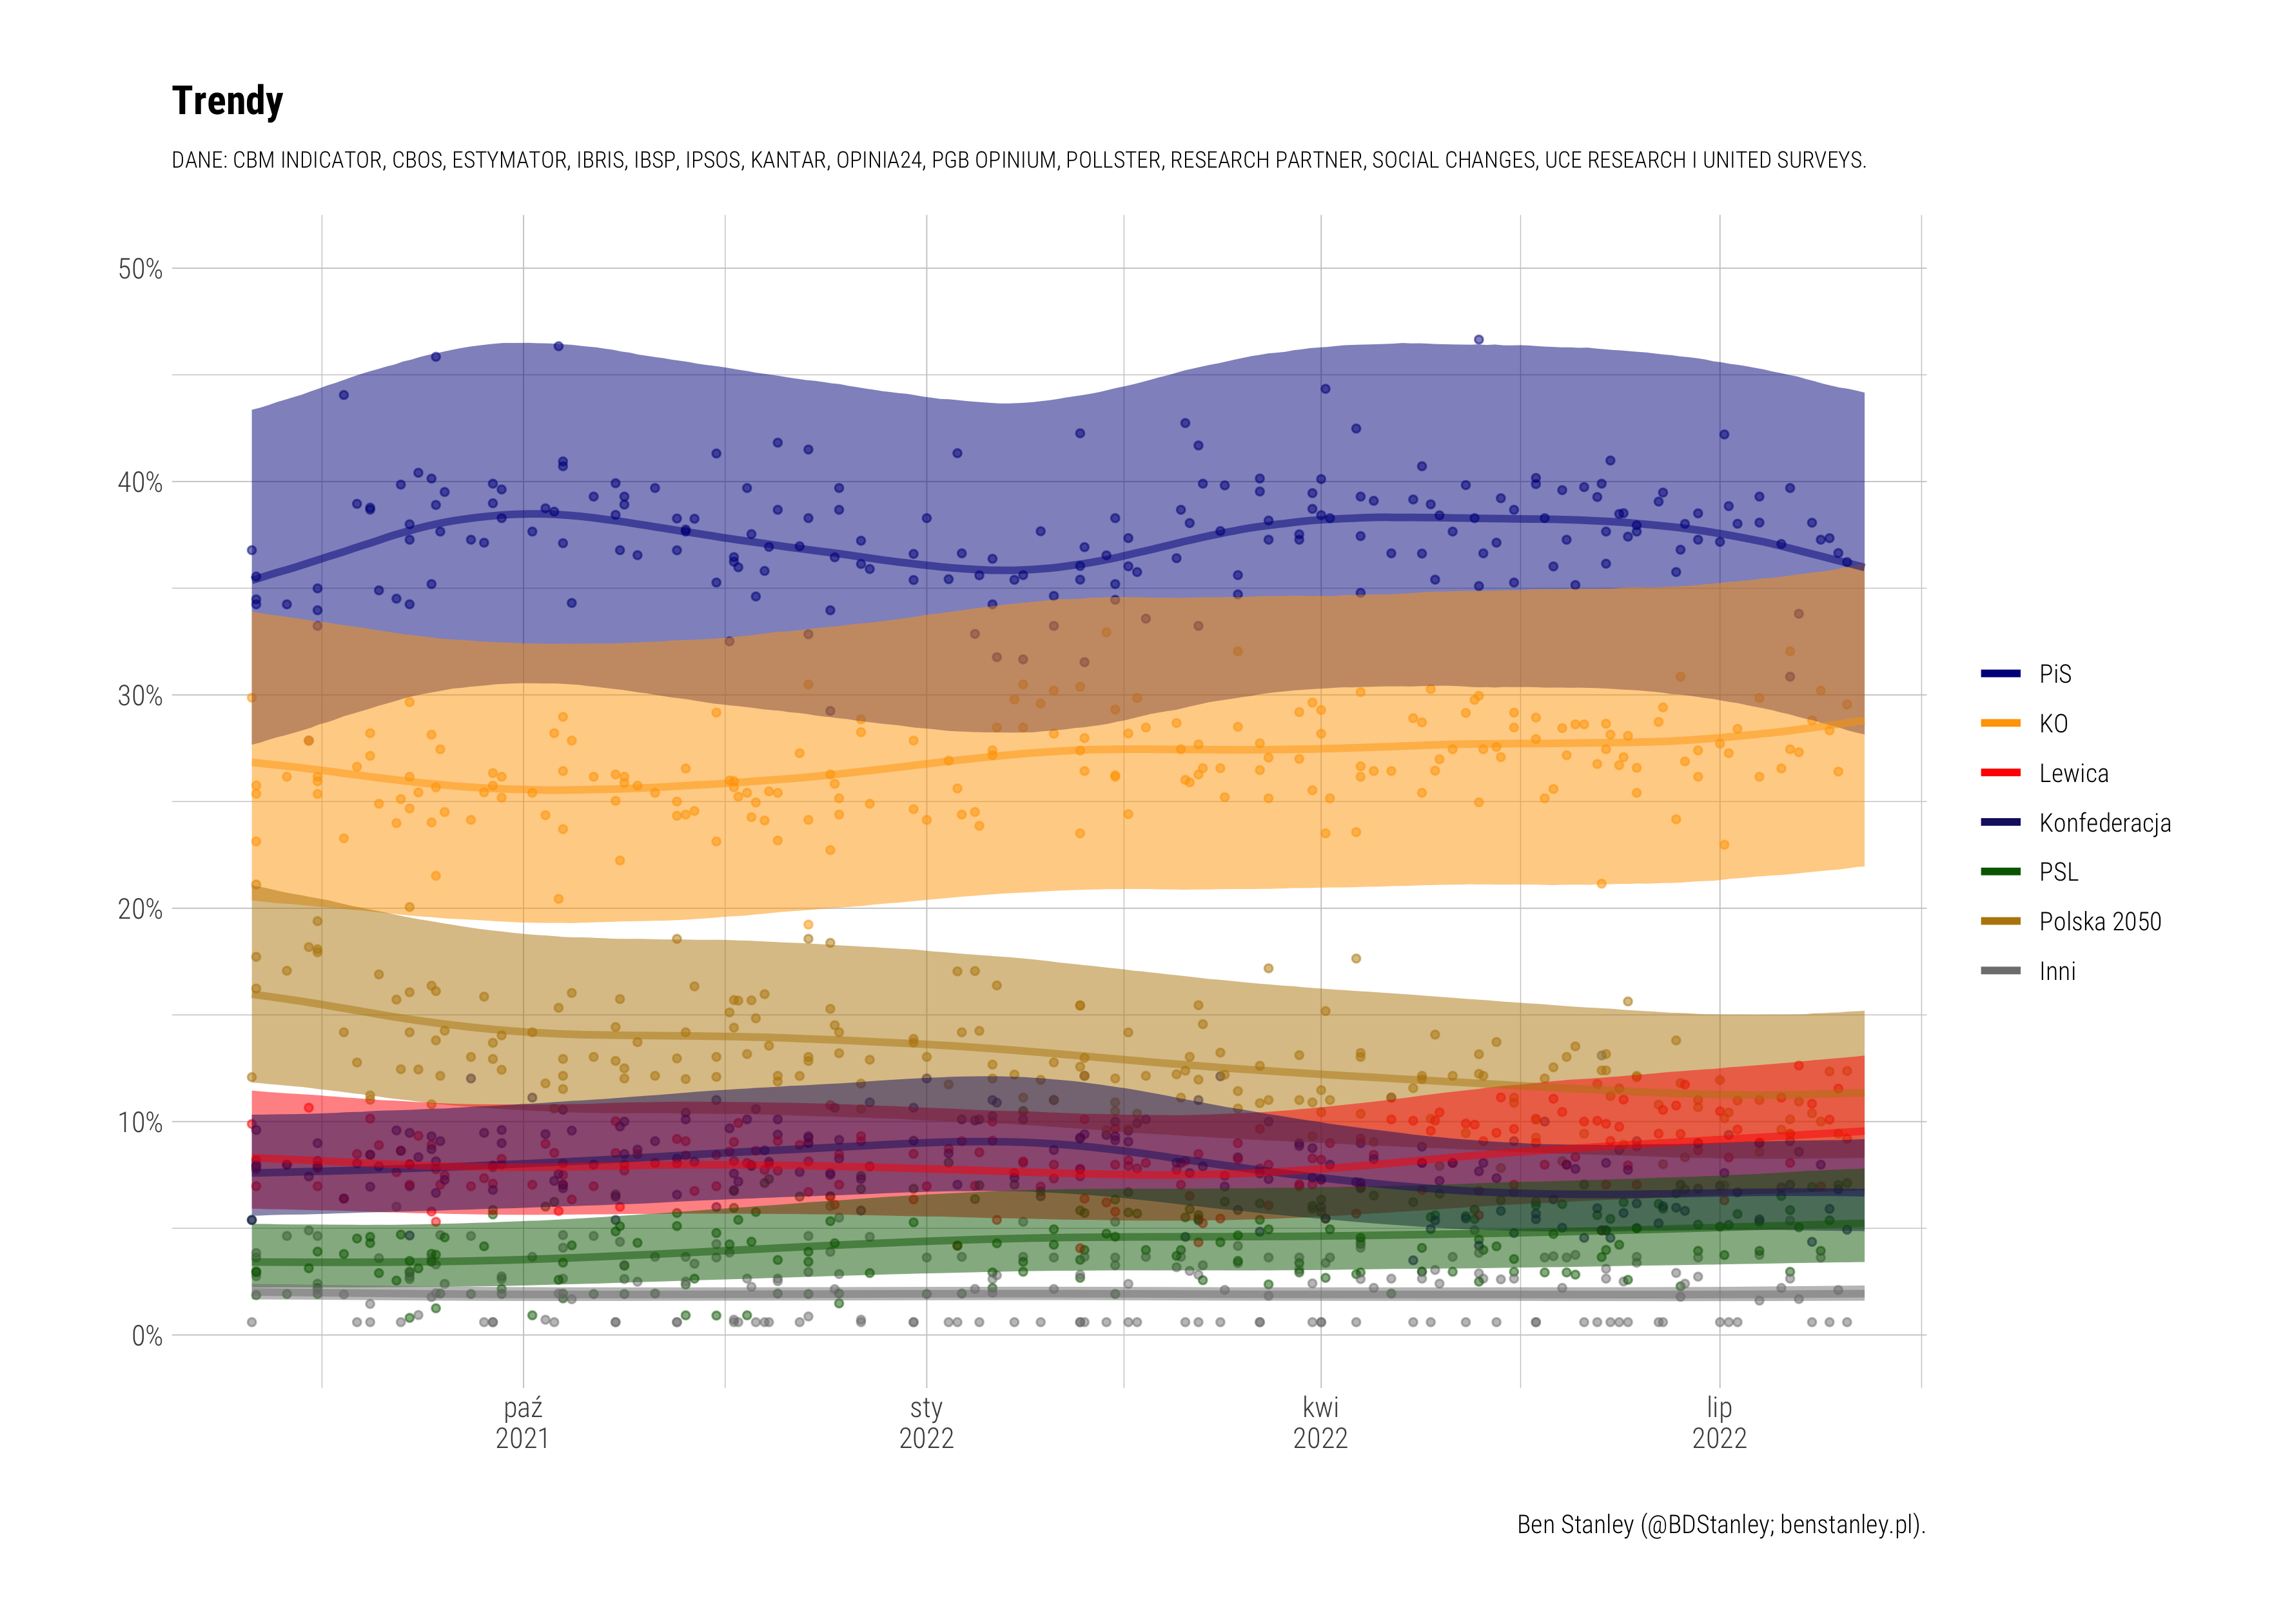 Trendy
DANE: CBM INDICATOR, CBOS, ESTYMATOR, IBRIS, IBSP, IPSOS, KANTAR, OPINIA24, PGB OPINIUM, POLLSTER, RESEARCH PARTNER, SOCIAL CHANGES, UCE RESEARCH I UNITED SURVEYS.
50%
40%
30%
20%
10%
0%
paź
2021
sty
2022
kwi
2022
lip
2022
PiS
KO
Lewica
Konfederacja
PSL
Polska 2050
Inni
Ben Stanley (@BDStanley; benstanley.pl).